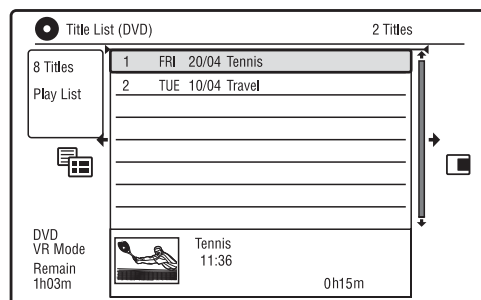 Title List (DVD) 2 Titles
8 Titles
Play List
1 FRI 20/04 Tennis
2 TUE 10/04 Travel
DVD
VR Mode
Remain
1h03m
Tennis
11:36
0h15m